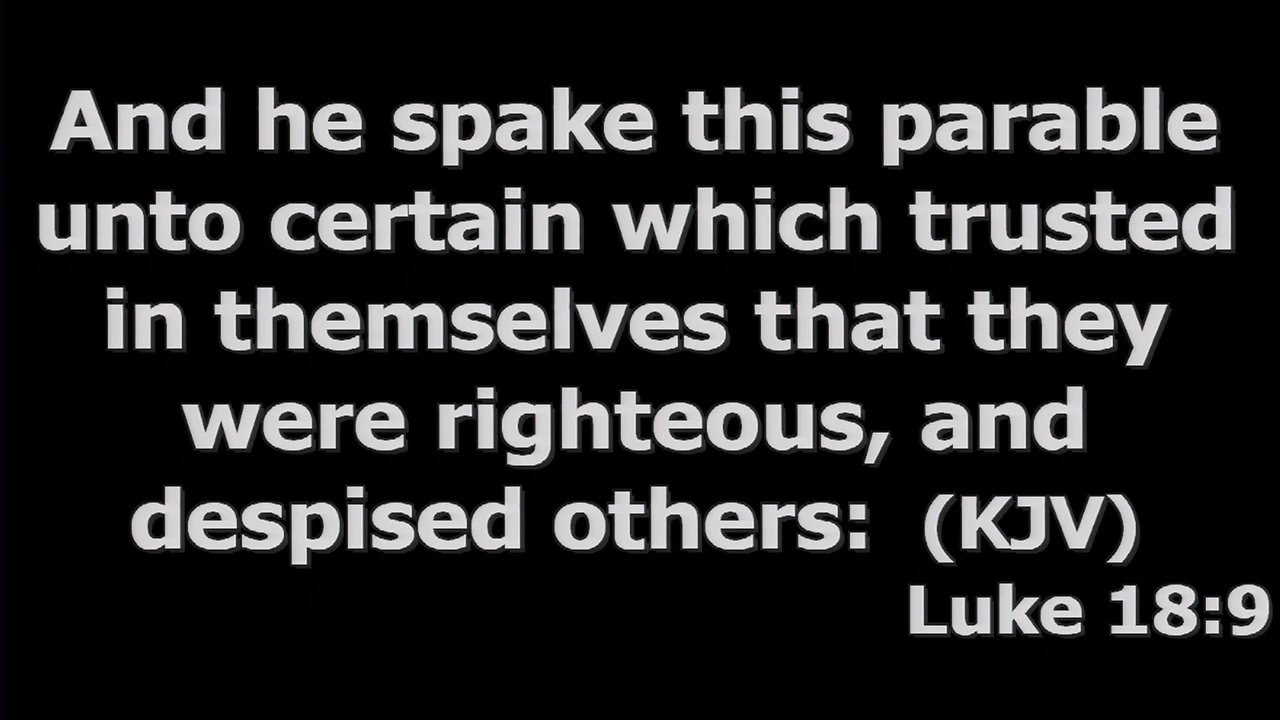 And he spake this parable
unto certain which trusted
in themselves that they
were righteous, and
despised others:  (KJV)
Luke 18:9